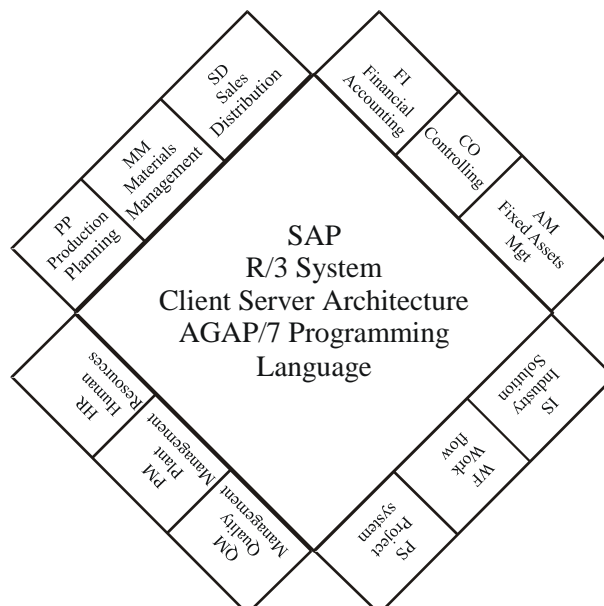 SD
Sales
Distribution
MM
Materials
Management
PP
Production
Planning
FI
Financial
Accounting
CO
Controlling
AM
Fixed Assets
Mgt
SAP
R/3 System
Client Server Architecture
AGAP/7 Programming
Language
HR
Human
Resources
PM
Plant
Management
QM
Quality
Management
IS
Industry
Solution
WF
Work
flow
PS
Project
system